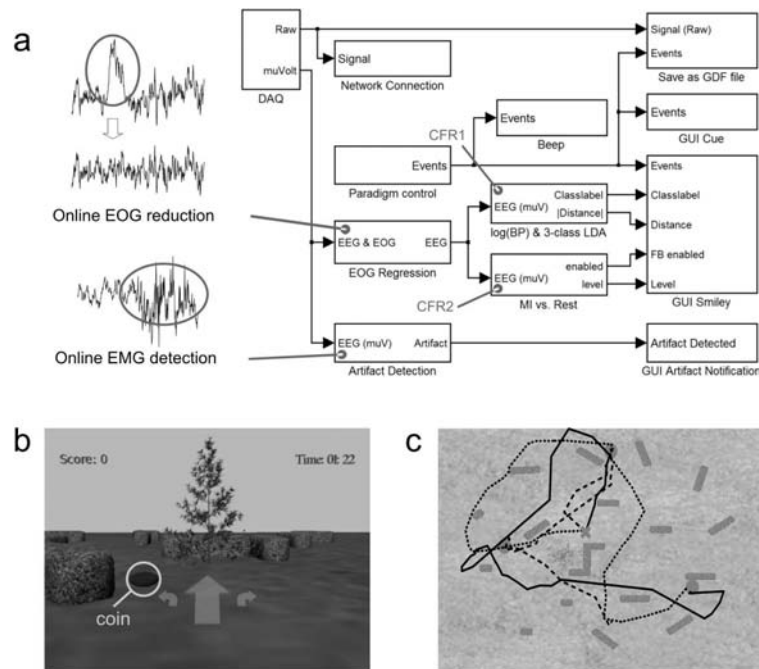 a
Raw
muVolt
DAQ
Signal
Network Connection
Signal (Raw)
Events
Save as GDF file
Events
Beep
Events
GUI Cue
CFR1
Events
Paradigm control
Classlabel
EEG (muV)
|Distance|
log(BP) & 3-class LDA
Events
Classlabel
Distance
FB enabled
Level
GUI Smiley
Online EOG reduction
EEG & EOG
EEG
EOG Regression
enabled
EEG (muV)
level
MI vs. Rest
CFR2
Online EMG detection
EEG (muV)
Artifact
Artifact Detection
Artifact Detected
GUI Artifact Notification
b
Score: 0
Time: 01: 22
coin
c